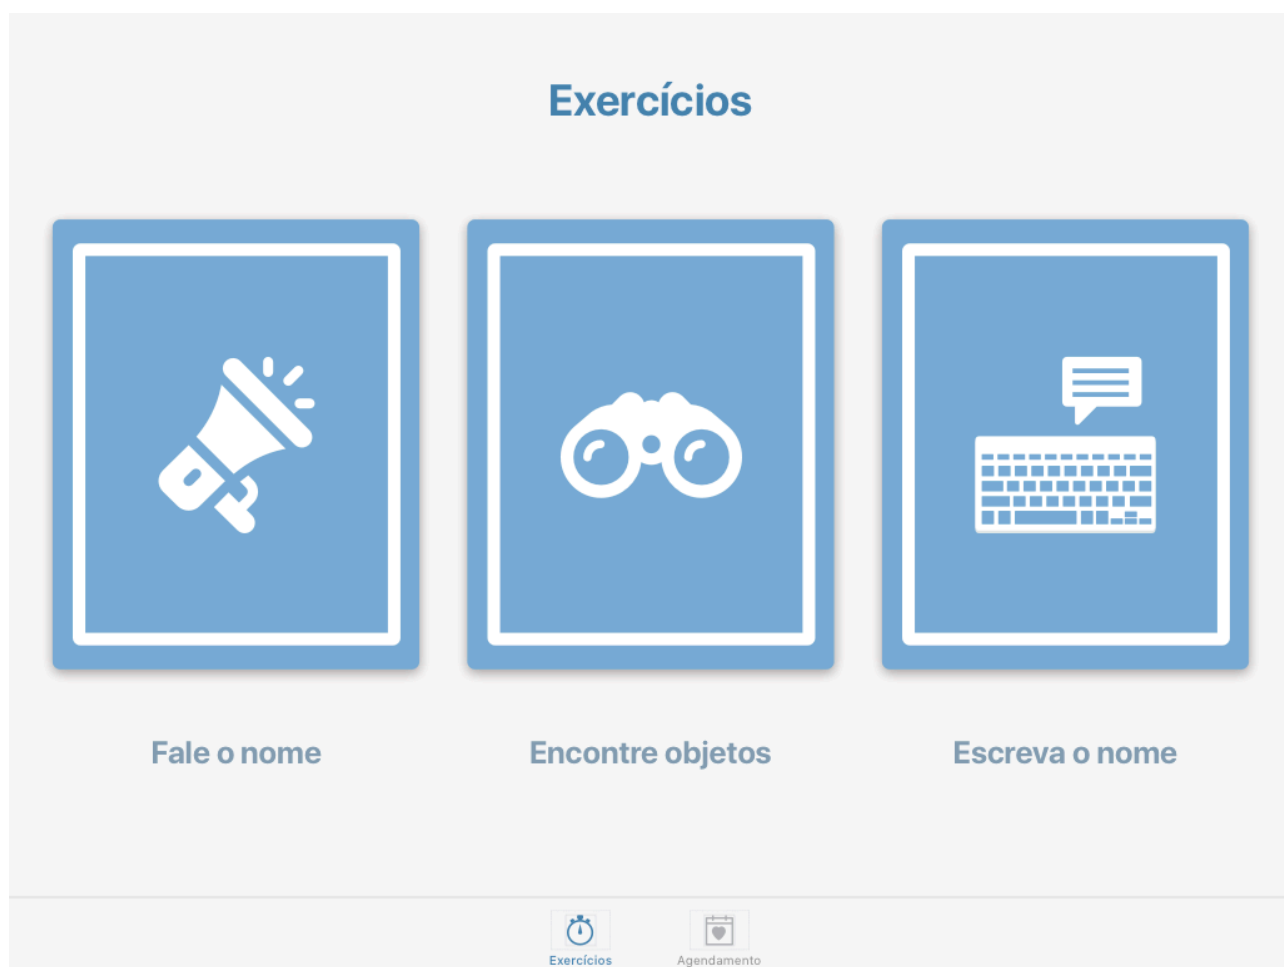 Exercícios
Fale o nome
Encontre objetos
Escreva o nome
Exercícios
Agendamento